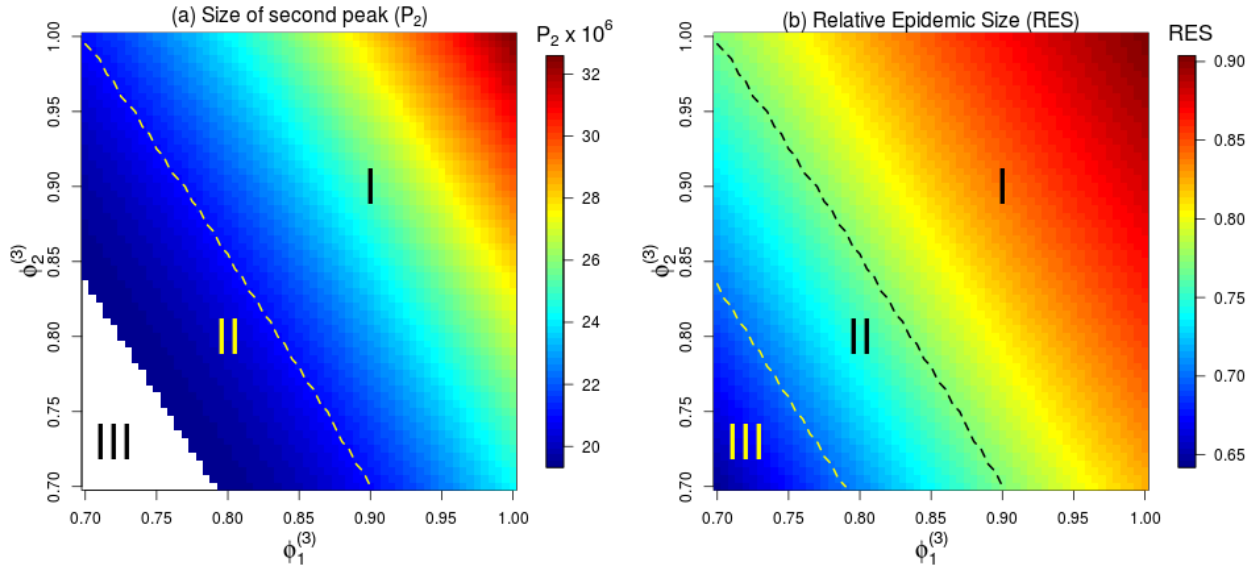 (a) Size of second peak (P₂)
P₂ x 10⁶
1.00
0.95
0.90
0.85
0.80
0.75
0.70
ϕ₂⁽³⁾
I
II
III
0.70 0.75 0.80 0.85 0.90 0.95 1.00
ϕ₁⁽³⁾
32
30
28
26
24
22
20
(b) Relative Epidemic Size (RES)
RES
1.00
0.95
0.90
0.85
0.80
0.75
0.70
ϕ₂⁽³⁾
I
II
III
0.70 0.75 0.80 0.85 0.90 0.95 1.00
ϕ₁⁽³⁾
0.90
0.85
0.80
0.75
0.70
0.65